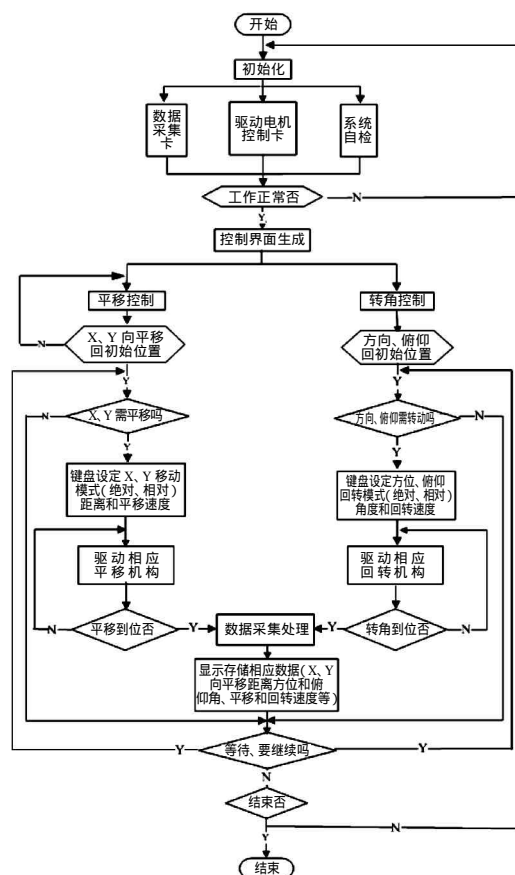 开始
初始化
数据
采集
卡
驱动电机
控制卡
系统
自检
工作正常否
N
Y
控制界面生成
平移控制
转角控制
X、Y 向平移
回初始位置
N
方向、俯仰
回初始位置
Y
Y
X、Y需平移吗
N
方向、俯仰需转动吗
N
Y
Y
键盘设定 X、Y 移动
模式(绝对、相对)
距离和平移速度
键盘设定方位、俯仰
回转模式(绝对、相对)
角度和回转速度
驱动相应
平移机构
驱动相应
回转机构
N
平移到位否
Y
数据采集处理
Y
转角到位否
N
显示存储相应数据(X、Y
向平移距离方位和俯
仰角、平移和回转速度等)
Y
等待、要继续吗
Y
N
结束否
N
Y
结束